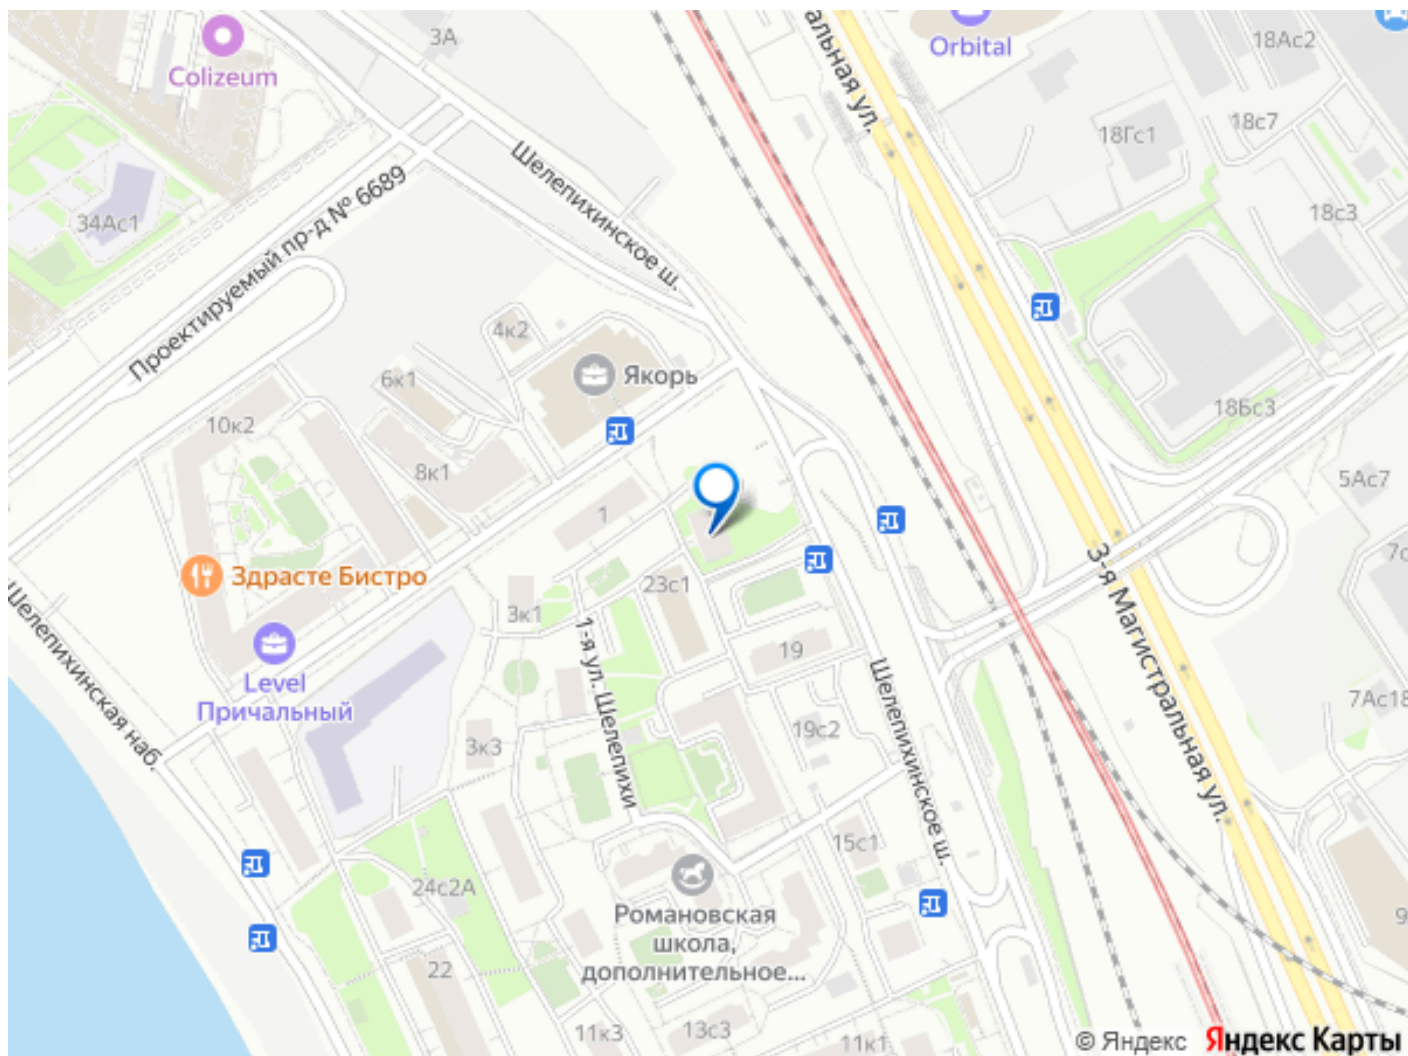 3А
альная ул.
Orbital
18Ас2
Colizeum
18с7
18Гс1
Шелепихинское ш.
Проектируемый пр-д № 6689
34Ас1
18с3
4к2
6к1
Якорь
18Бс3
10к2
8к1
5Ас7
1
3-я Магистральная ул.
7с
Здрасте Бистро
23с1
3к1
Шелепихинская наб.
1-я ул. Шелепихи
19
Шелепихинское ш.
Level
Причальный
7Ас18
19с2
3к3
15с1
24с2А
Романовская
школа,
дополнительное...
9
22
13с3
11к3
11к1
© Яндекс Яндекс Карты